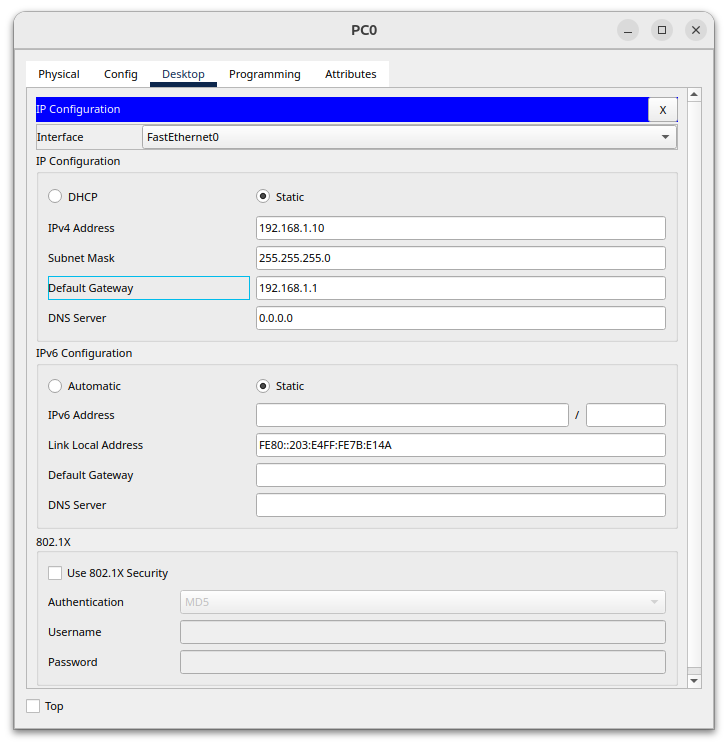 PC0
Physical Config Desktop Programming Attributes
IP Configuration X
Interface FastEthernet0
IP Configuration
DHCP Static
IPv4 Address 192.168.1.10
Subnet Mask 255.255.255.0
Default Gateway 192.168.1.1
DNS Server 0.0.0.0
IPv6 Configuration
Automatic Static
IPv6 Address /
Link Local Address FE80::203:E4FF:FE7B:E14A
Default Gateway
DNS Server
802.1X
Use 802.1X Security
Authentication MD5
Username
Password
Top